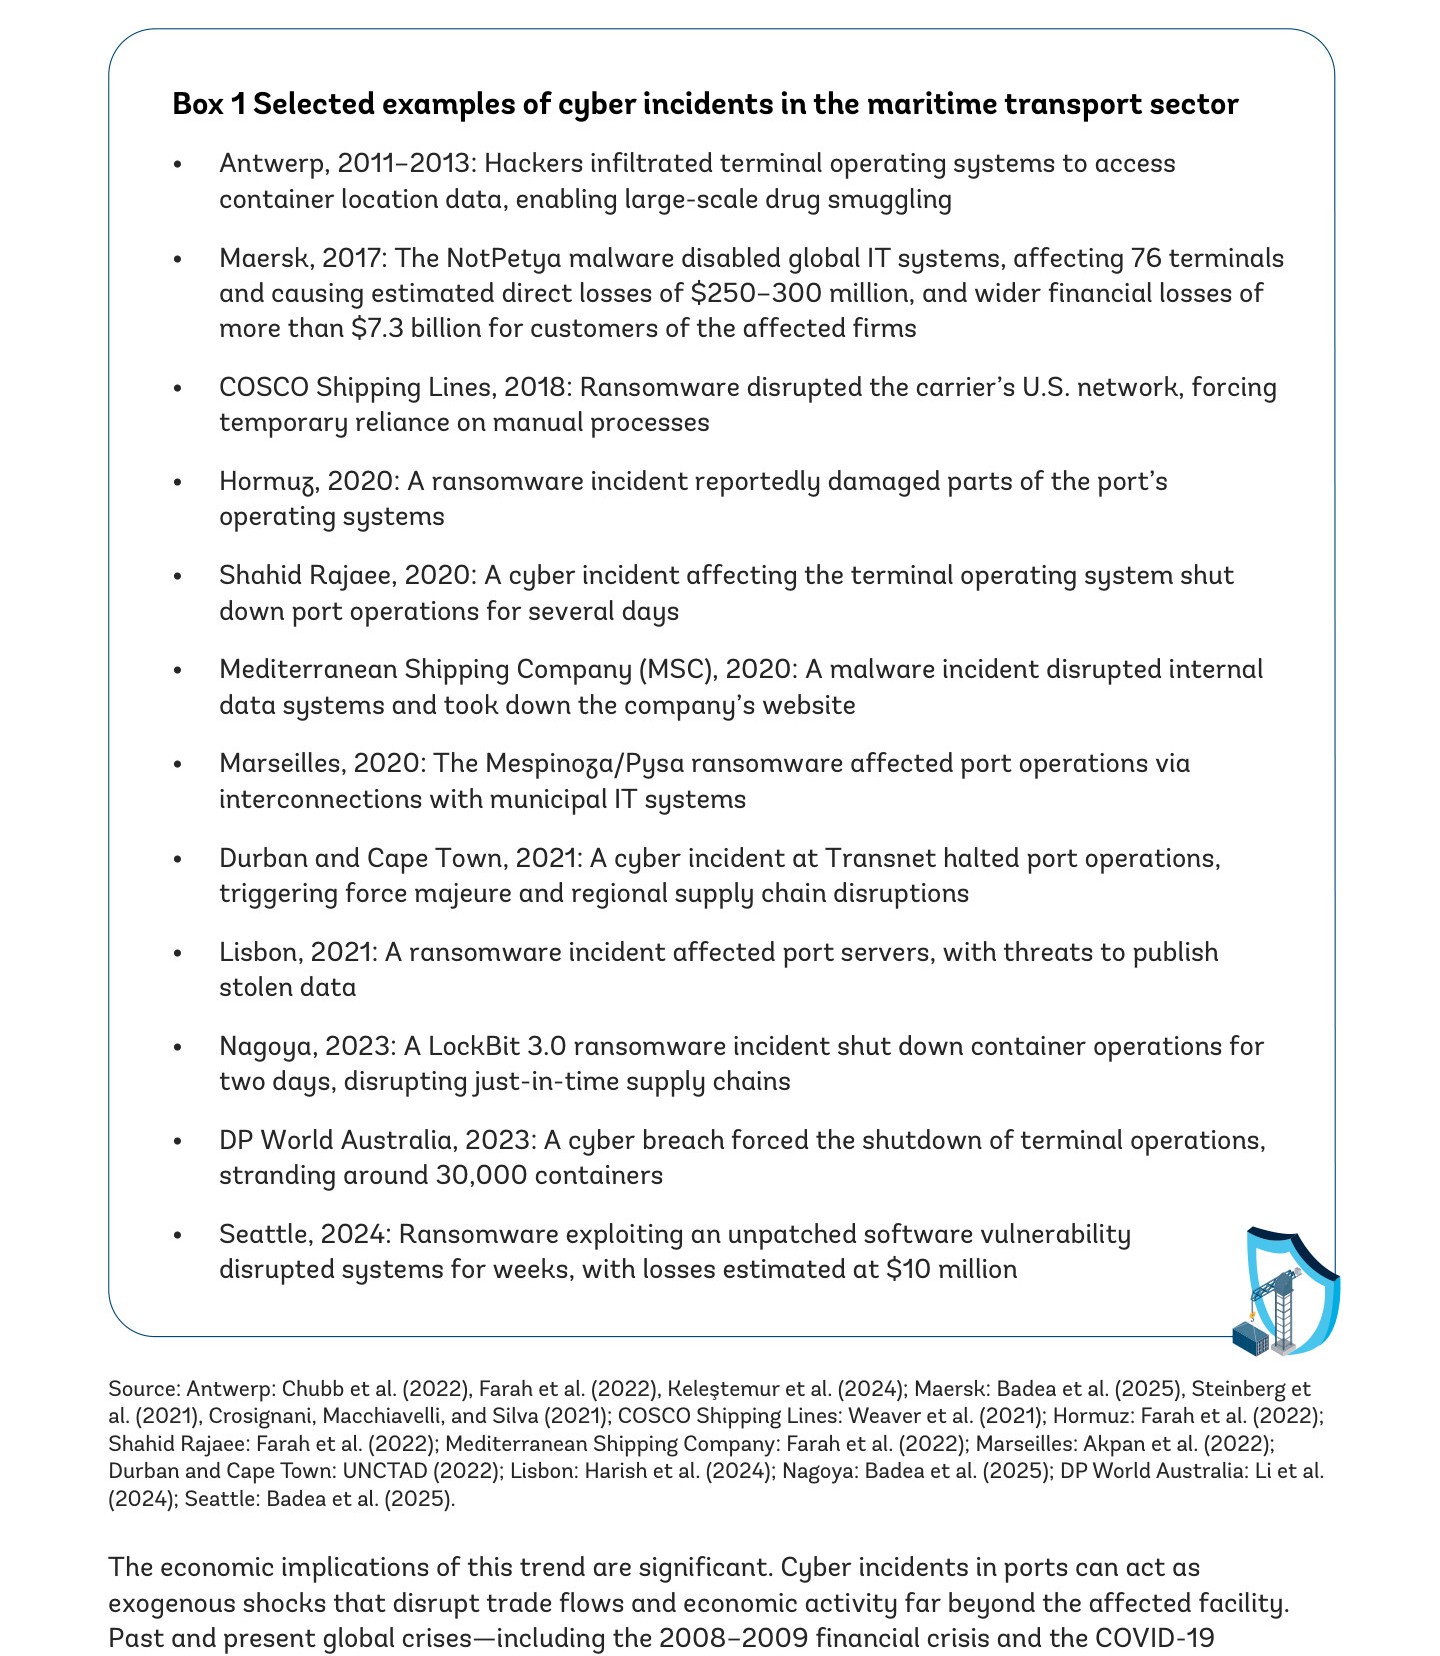 Box 1 Selected examples of cyber incidents in the maritime transport sector
• Antwerp, 2011–2013: Hackers infiltrated terminal operating systems to access
container location data, enabling large-scale drug smuggling
• Maersk, 2017: The NotPetya malware disabled global IT systems, affecting 76 terminals
and causing estimated direct losses of $250–300 million, and wider financial losses of
more than $7.3 billion for customers of the affected firms
• COSCO Shipping Lines, 2018: Ransomware disrupted the carrier’s U.S. network, forcing
temporary reliance on manual processes
• Hormuz, 2020: A ransomware incident reportedly damaged parts of the port’s
operating systems
• Shahid Rajaee, 2020: A cyber incident affecting the terminal operating system shut
down port operations for several days
• Mediterranean Shipping Company (MSC), 2020: A malware incident disrupted internal
data systems and took down the company’s website
• Marseilles, 2020: The Mespinoza/Pysa ransomware affected port operations via
interconnections with municipal IT systems
• Durban and Cape Town, 2021: A cyber incident at Transnet halted port operations,
triggering force majeure and regional supply chain disruptions
• Lisbon, 2021: A ransomware incident affected port servers, with threats to publish
stolen data
• Nagoya, 2023: A LockBit 3.0 ransomware incident shut down container operations for
two days, disrupting just-in-time supply chains
• DP World Australia, 2023: A cyber breach forced the shutdown of terminal operations,
stranding around 30,000 containers
• Seattle, 2024: Ransomware exploiting an unpatched software vulnerability
disrupted systems for weeks, with losses estimated at $10 million
Source: Antwerp: Chubb et al. (2022), Farah et al. (2022), Keleştemur et al. (2024); Maersk: Badea et al. (2025), Steinberg et
al. (2021), Crosignani, Macchiavelli, and Silva (2021); COSCO Shipping Lines: Weaver et al. (2021); Hormuz: Farah et al. (2022);
Shahid Rajaee: Farah et al. (2022); Mediterranean Shipping Company: Farah et al. (2022); Marseilles: Akpan et al. (2022);
Durban and Cape Town: UNCTAD (2022); Lisbon: Harish et al. (2024); Nagoya: Badea et al. (2025); DP World Australia: Li et al.
(2024); Seattle: Badea et al. (2025).
The economic implications of this trend are significant. Cyber incidents in ports can act as
exogenous shocks that disrupt trade flows and economic activity far beyond the affected facility.
Past and present global crises—including the 2008–2009 financial crisis and the COVID-19